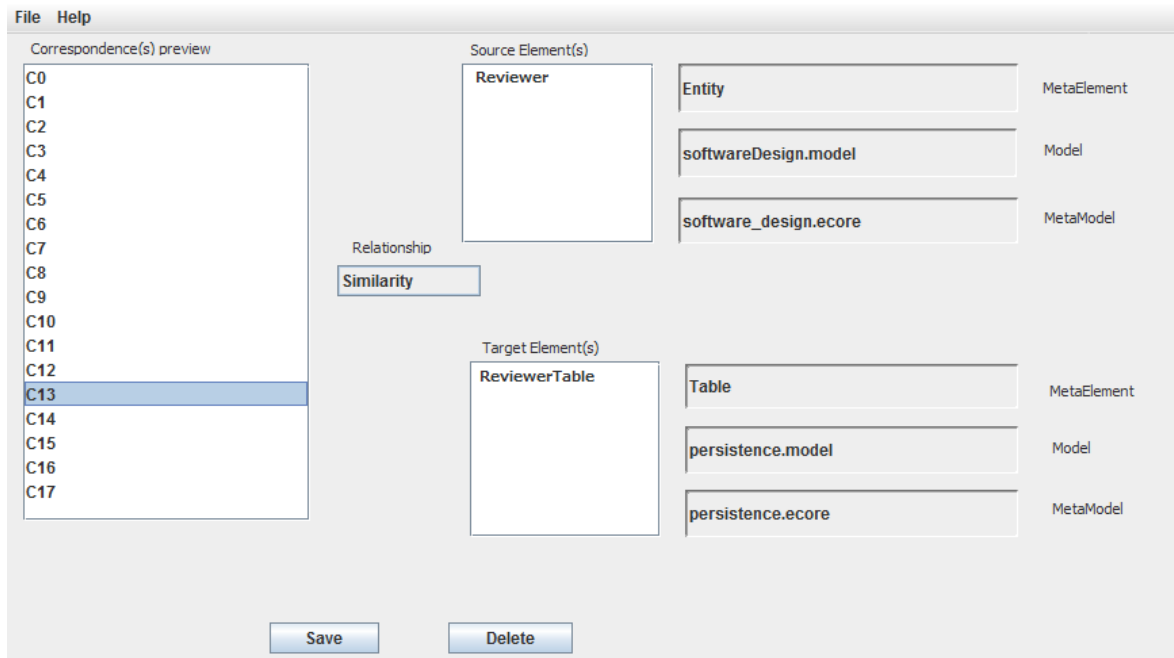 File Help
Correspondence(s) preview
C0
C1
C2
C3
C4
C5
C6
C7
C8
C9
C10
C11
C12
C13
C14
C15
C16
C17
Relationship
Similarity
Source Element(s)
Reviewer
Entity MetaElement
softwareDesign.model Model
software_design.ecore MetaModel
Target Element(s)
ReviewerTable
Table MetaElement
persistence.model Model
persistence.ecore MetaModel
Save Delete